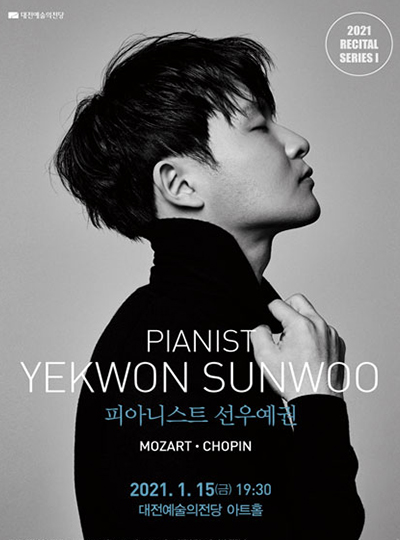 대전예술의전당
2021
RECITAL
SERIES I
PIANIST
YEKWON SUNWOO
피아니스트 선우예권
MOZART • CHOPIN
2021. 1. 15(금) 19:30
대전예술의전당 아트홀